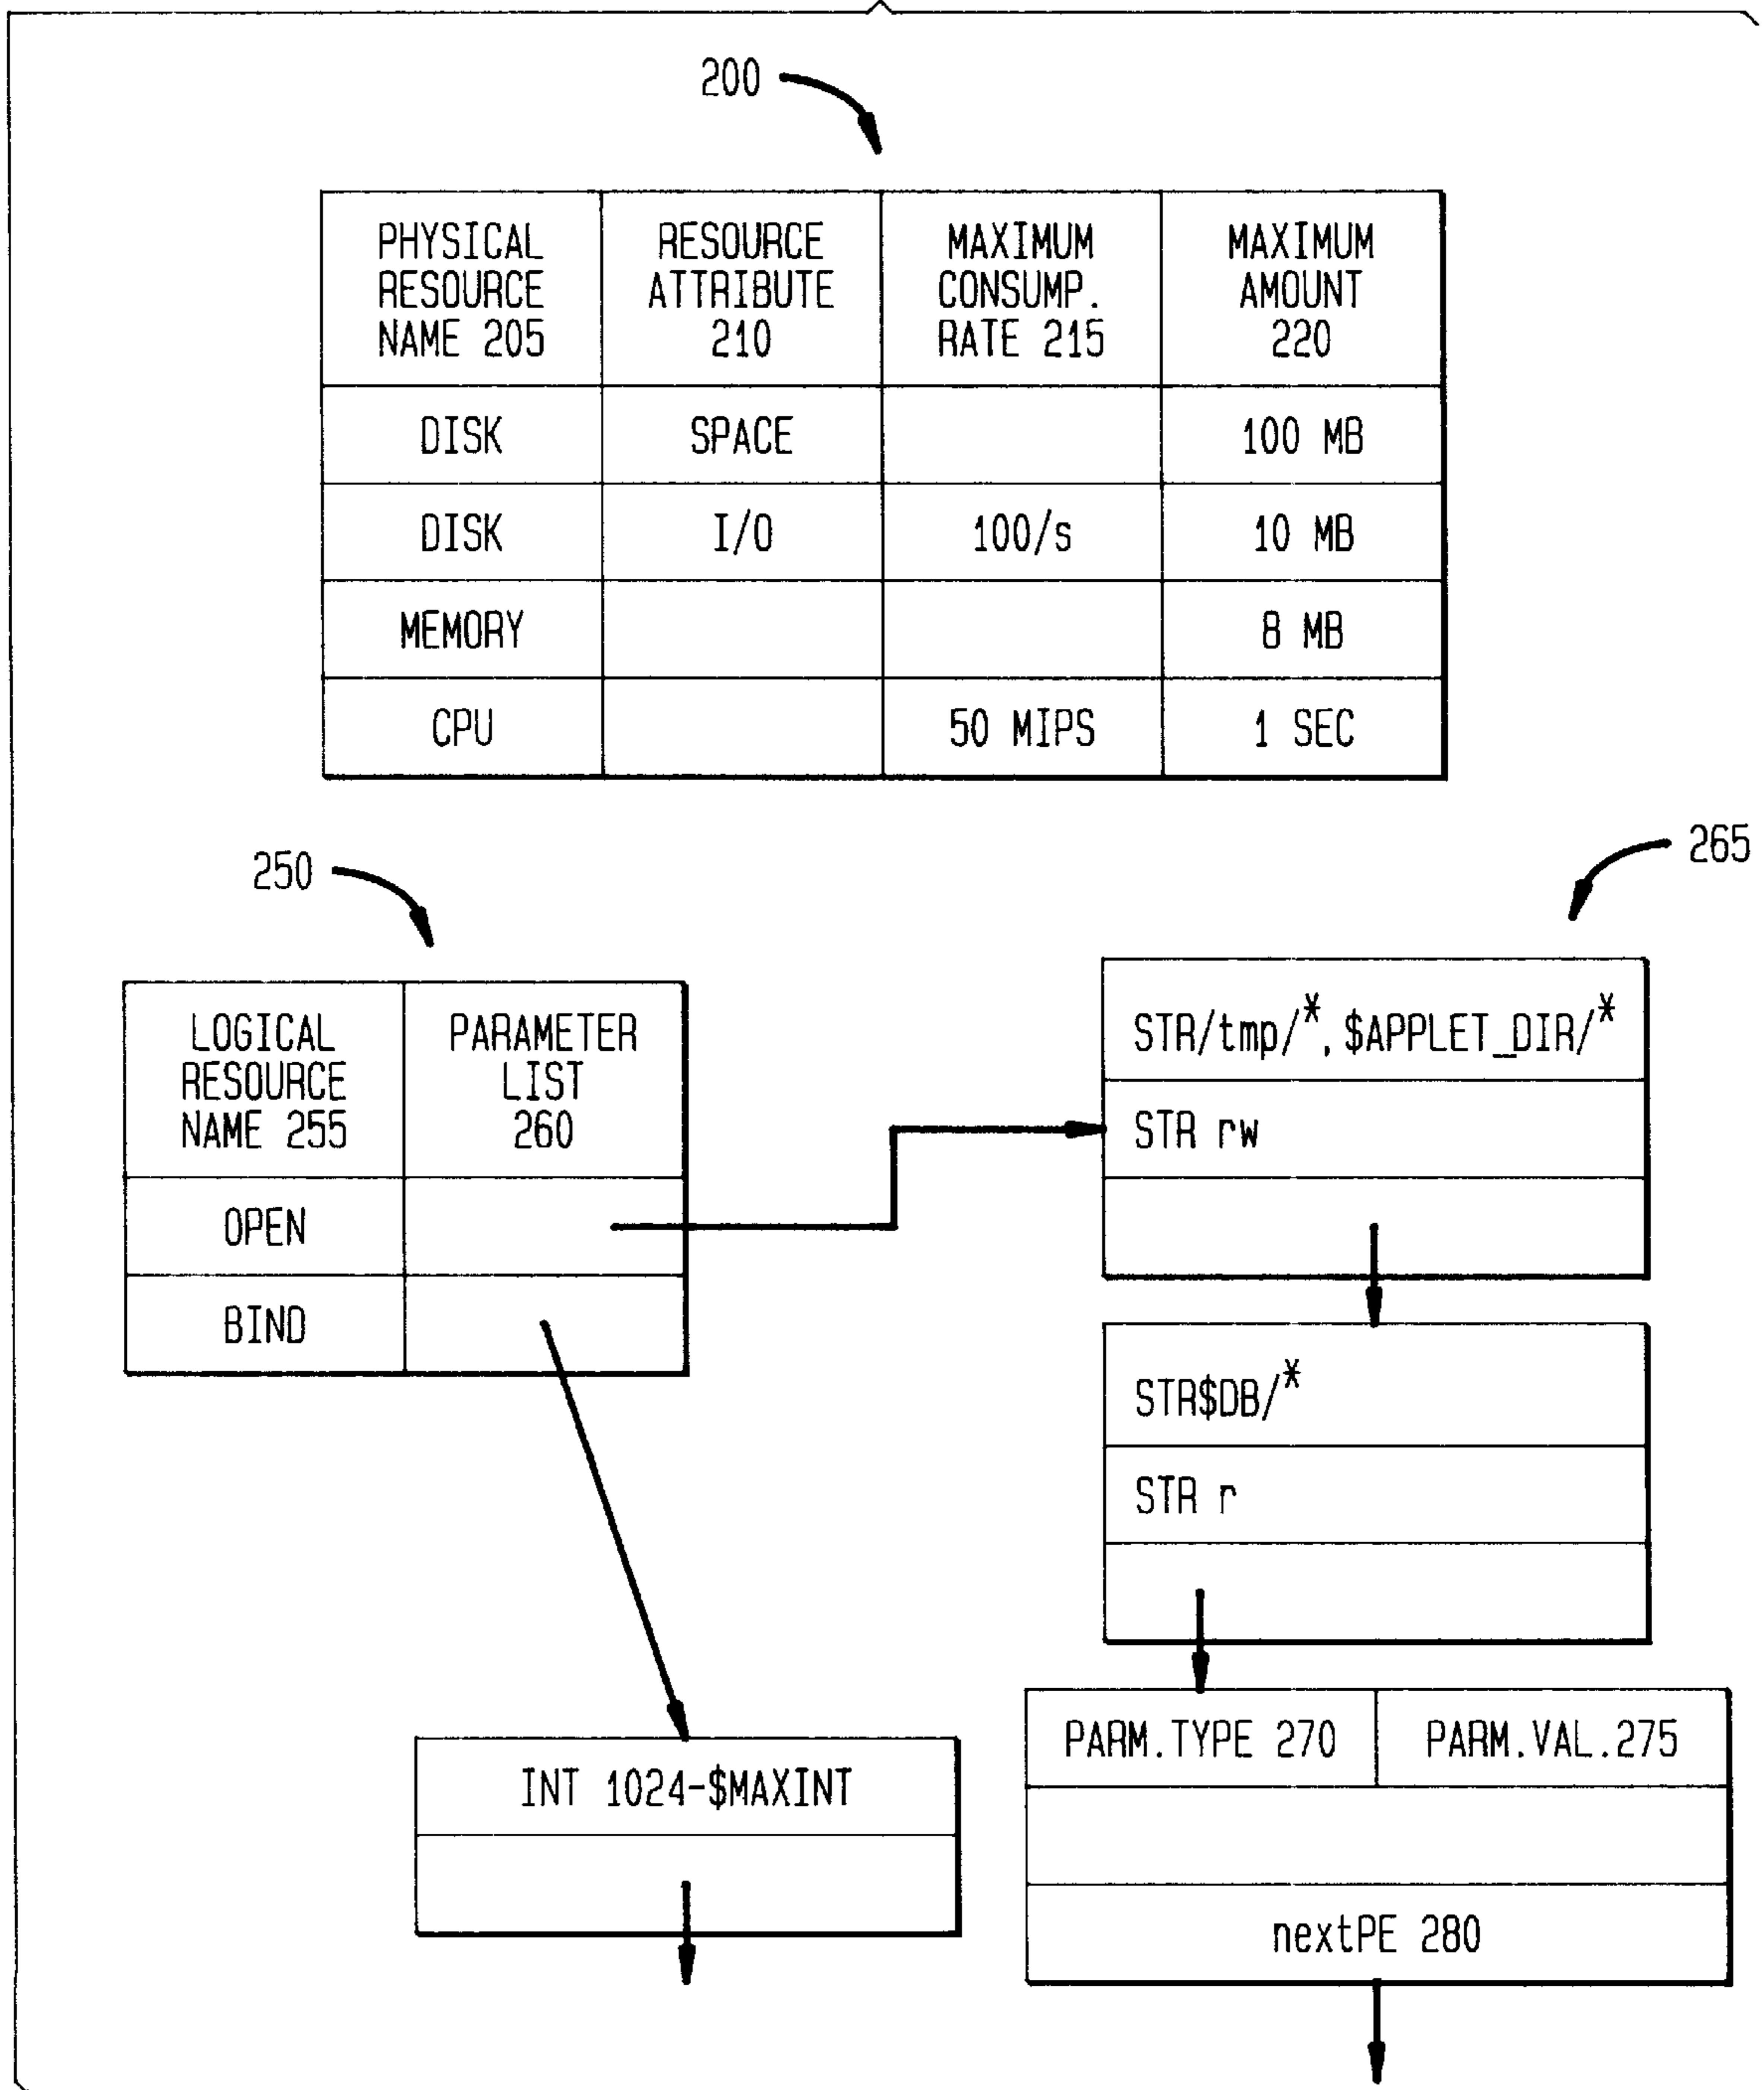 200
PHYSICAL
RESOURCE
NAME 205
RESOURCE
ATTRIBUTE
210
MAXIMUM
CONSUMP.
RATE 215
MAXIMUM
AMOUNT
220
DISK
SPACE
100 MB
DISK
I/O
100/s
10 MB
MEMORY
8 MB
CPU
50 MIPS
1 SEC
250
265
LOGICAL
RESOURCE
NAME 255
PARAMETER
LIST
260
OPEN
BIND
STR/tmp/*, $APPLET_DIR/*
STR rw
STR$DB/*
STR r
PARM.TYPE 270
PARM.VAL.275
nextPE 280
INT 1024-$MAXINT